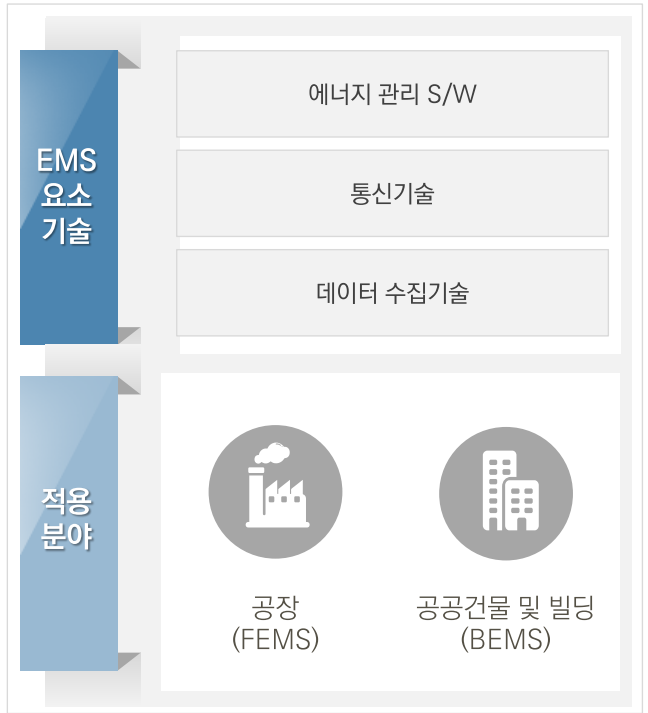 EMS
요소
기술
에너지 관리 S/W
통신기술
데이터 수집기술
적용
분야
공장
(FEMS)
공공건물 및 빌딩
(BEMS)